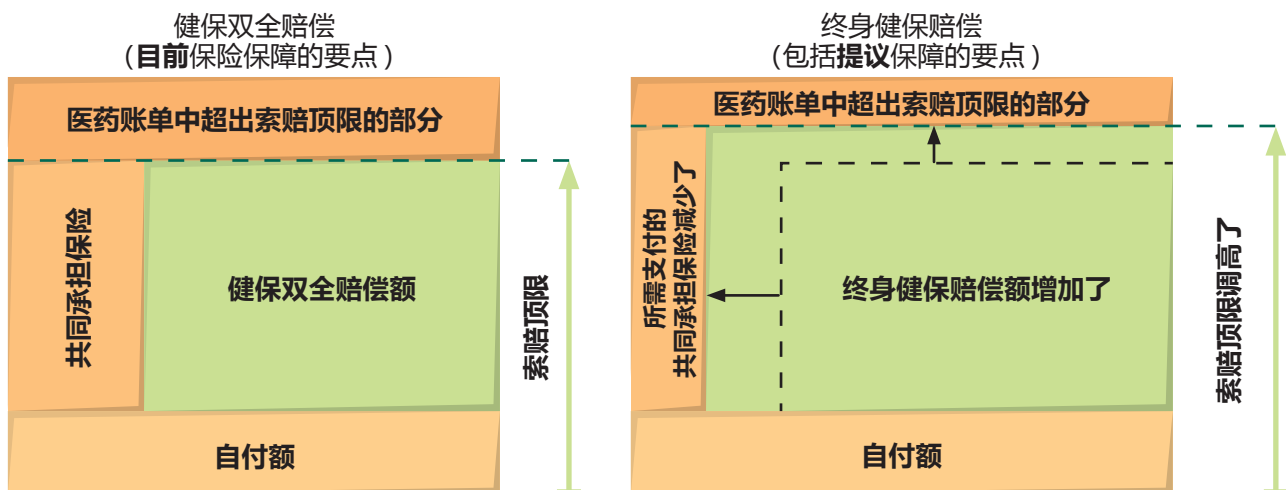 健保双全赔偿
（目前保险保障的要点）
医药账单中超出索赔顶限的部分
共同承担保险
健保双全赔偿额
索赔顶限
自付额
终身健保赔偿
（包括提议保障的要点）
医药账单中超出索赔顶限的部分
所需支付的
共同承担保险减少了
终身健保赔偿额增加了
索赔顶限调高了
自付额